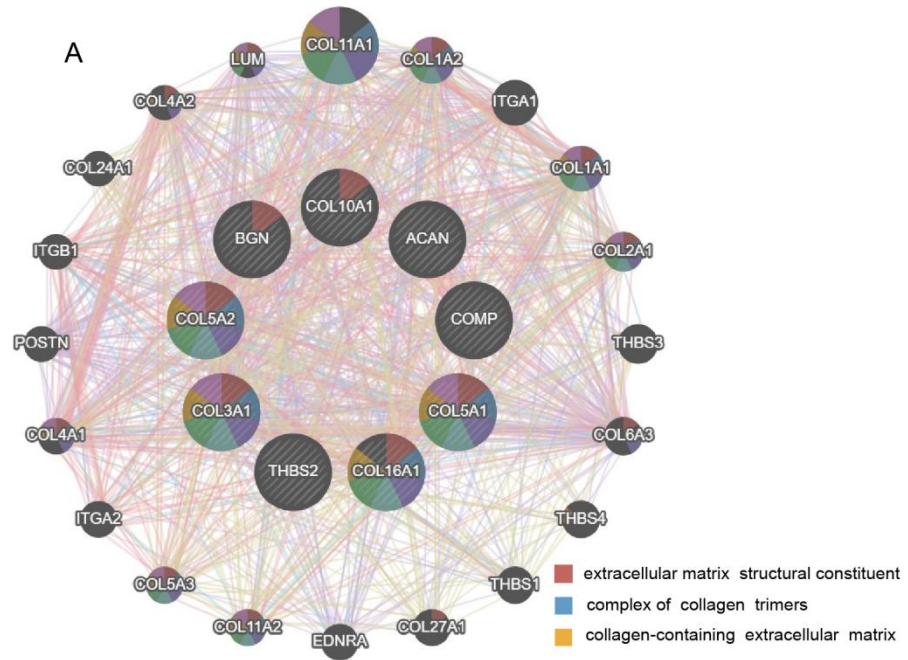 A
COL11A1
LUM
COL1A2
COL4A2
ITGA1
COL24A1
COL1A1
COL10A1
BGN
ACAN
ITGB1
COL2A1
COL5A2
COMP
POSTN
THBS3
COL3A1
COL5A1
COL4A1
COL6A3
THBS2
COL16A1
ITGA2
THBS4
COL5A3
THBS1
COL11A2
EDNRA
COL27A1
extracellular matrix structural constituent
complex of collagen trimers
collagen-containing extracellular matrix